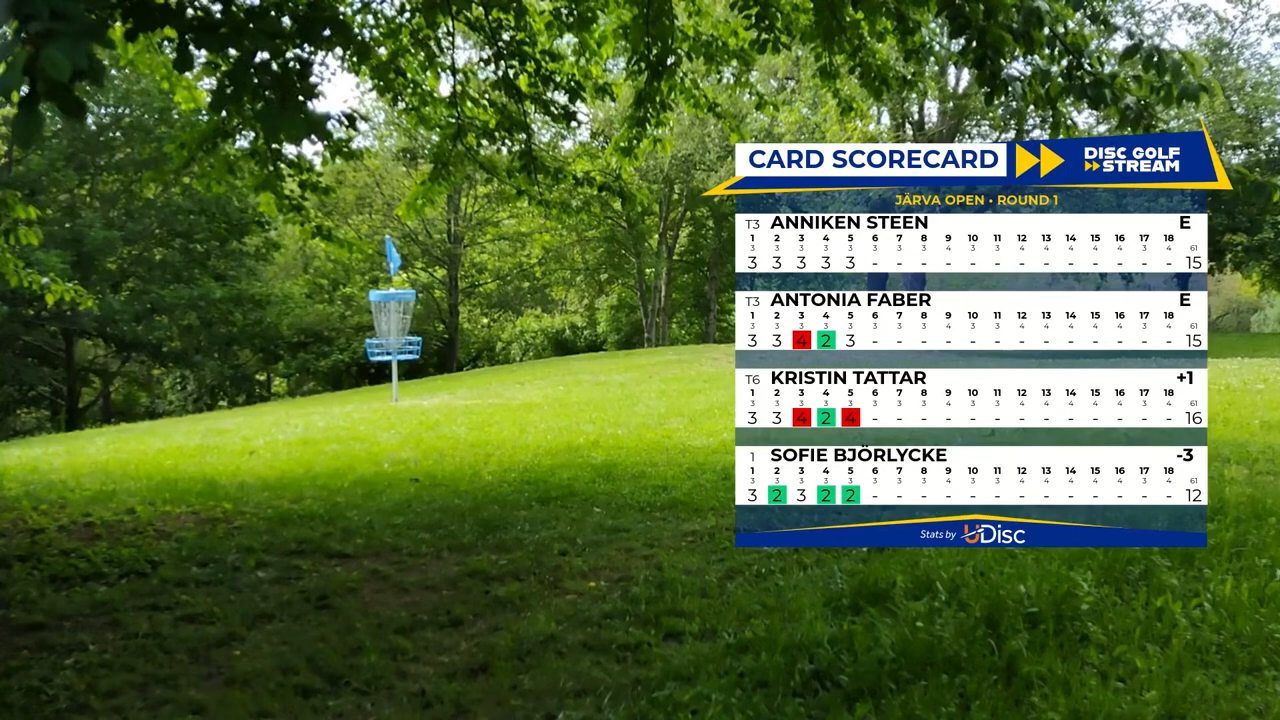 CARD SCORECARD
DISC GOLF
STREAM
JÄRVA OPEN • ROUND 1
T3 ANNIKEN STEEN E
1 2 3 4 5 6 7 8 9 10 11 12 13 14 15 16 17 18
3 3 3 3 3 3 3 3 4 3 3 4 4 4 4 4 3 4 61
3 3 3 3 3 - - - - - - - - - - - - - 15
T3 ANTONIA FABER E
1 2 3 4 5 6 7 8 9 10 11 12 13 14 15 16 17 18
3 3 3 3 3 3 3 3 4 3 3 4 4 4 4 4 3 4 61
3 3 4 2 3 - - - - - - - - - - - - - 15
T6 KRISTIN TATTAR +1
1 2 3 4 5 6 7 8 9 10 11 12 13 14 15 16 17 18
3 3 3 3 3 3 3 3 4 3 3 4 4 4 4 4 3 4 61
3 3 4 2 4 - - - - - - - - - - - - - 16
1 SOFIE BJÖRLYCKE -3
1 2 3 4 5 6 7 8 9 10 11 12 13 14 15 16 17 18
3 3 3 3 3 3 3 3 4 3 3 4 4 4 4 4 3 4 61
3 2 3 2 2 - - - - - - - - - - - - - 12
Stats by UDisc